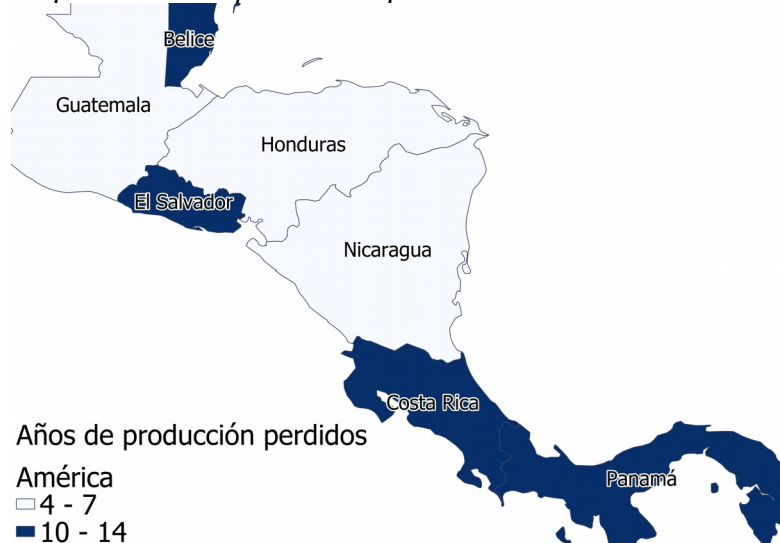 Belice
Guatemala
Honduras
El Salvador
Nicaragua
Costa Rica
Años de producción perdidos
América
4 - 7
10 - 14
Panamá